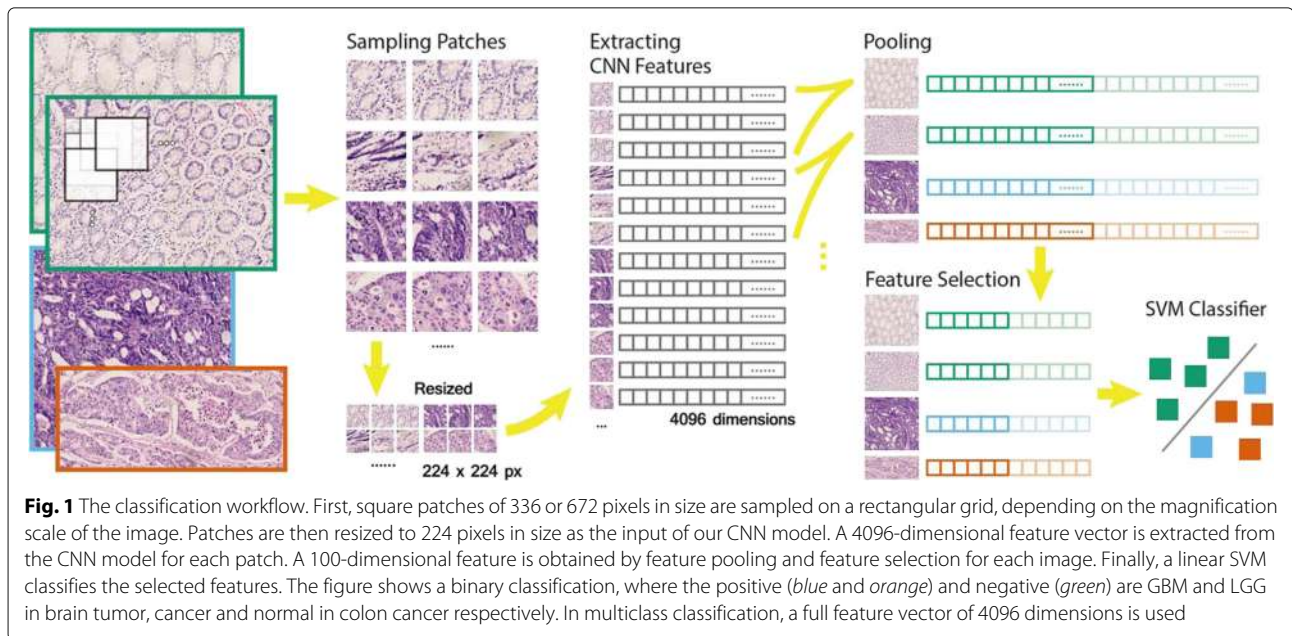 Sampling Patches
......
Resized
......
224 x 224 px
Extracting
CNN Features
......
......
......
......
......
......
......
......
......
......
......
......
...
4096 dimensions
...
Pooling
......
......
......
......
......
......
......
......
Feature Selection
SVM Classifier
Fig. 1 The classification workflow. First, square patches of 336 or 672 pixels in size are sampled on a rectangular grid, depending on the magnification
scale of the image. Patches are then resized to 224 pixels in size as the input of our CNN model. A 4096-dimensional feature vector is extracted from
the CNN model for each patch. A 100-dimensional feature is obtained by feature pooling and feature selection for each image. Finally, a linear SVM
classifies the selected features. The figure shows a binary classification, where the positive (blue and orange) and negative (green) are GBM and LGG
in brain tumor, cancer and normal in colon cancer respectively. In multiclass classification, a full feature vector of 4096 dimensions is used